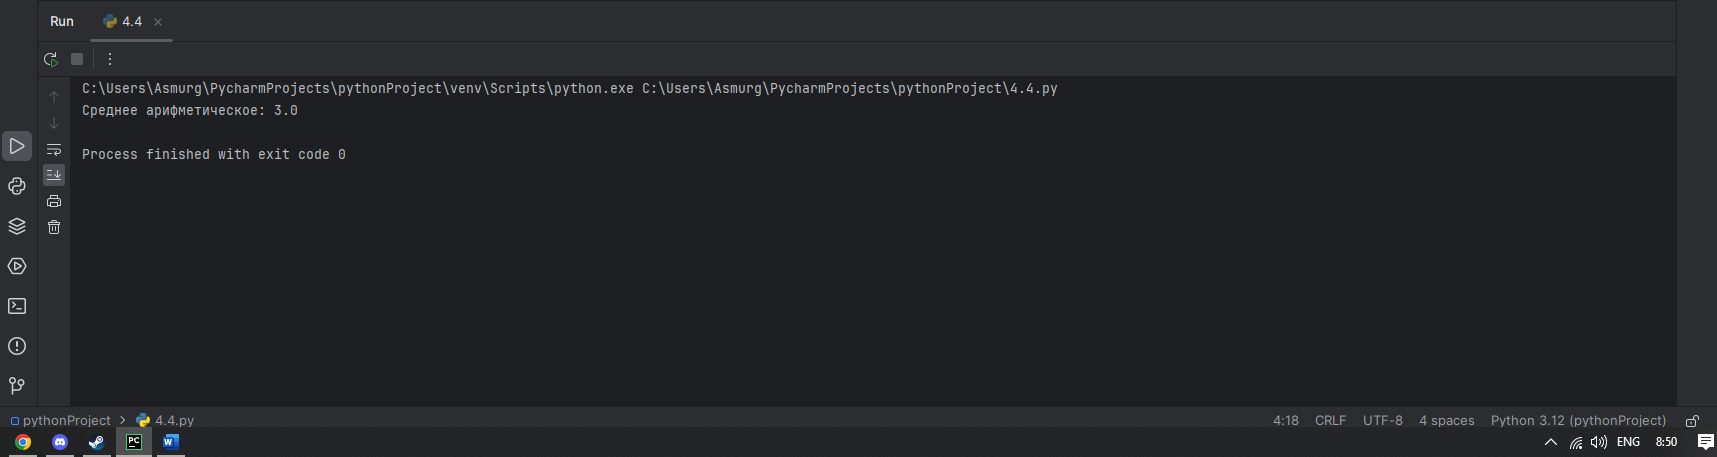 Run 4.4
C:\Users\Asmurg\PycharmProjects\pythonProject\venv\Scripts\python.exe C:\Users\Asmurg\PycharmProjects\pythonProject\4.4.py
Среднее арифметическое: 3.0
Process finished with exit code 0
pythonProject > 4.4.py 4:18 CRLF UTF-8 4 spaces Python 3.12 (pythonProject)
PC W ENG 8:50